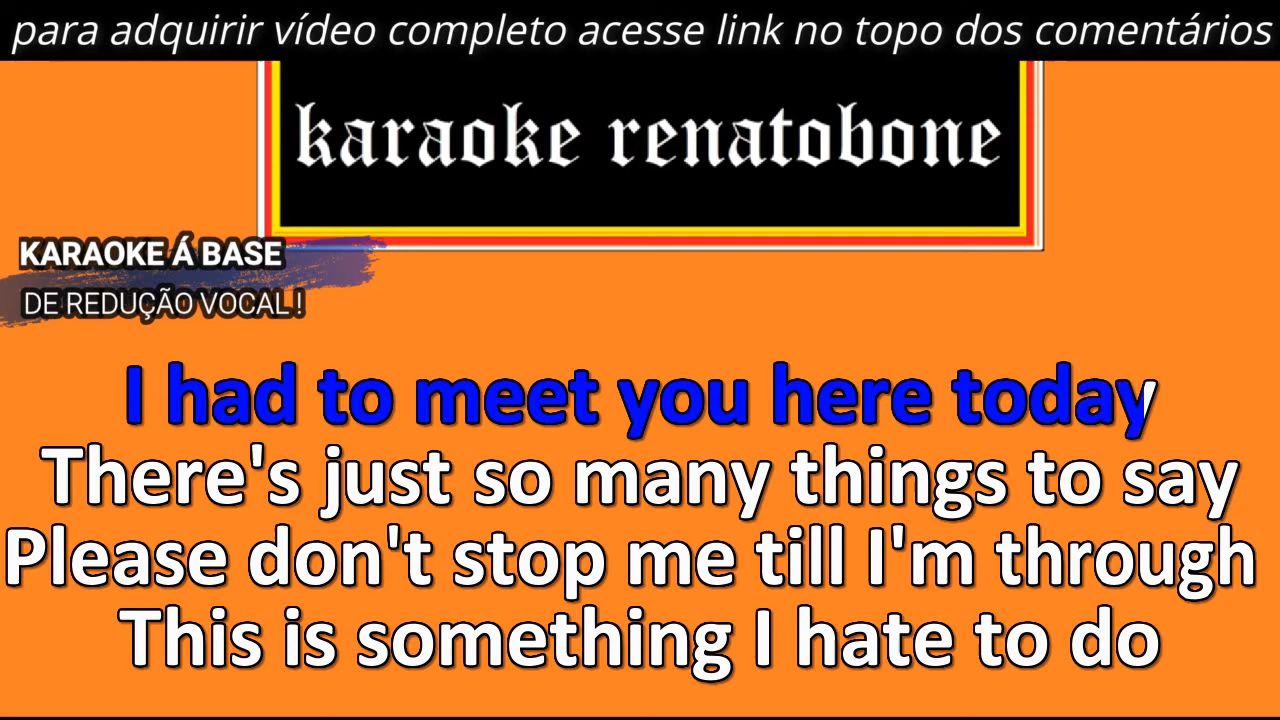 para adquirir vídeo completo acesse link no topo dos comentários
karaoke renatobone
KARAOKE Á BASE
DE REDUÇÃO VOCAL !
I had to meet you here today
There's just so many things to say
Please don't stop me till I'm through
This is something I hate to do